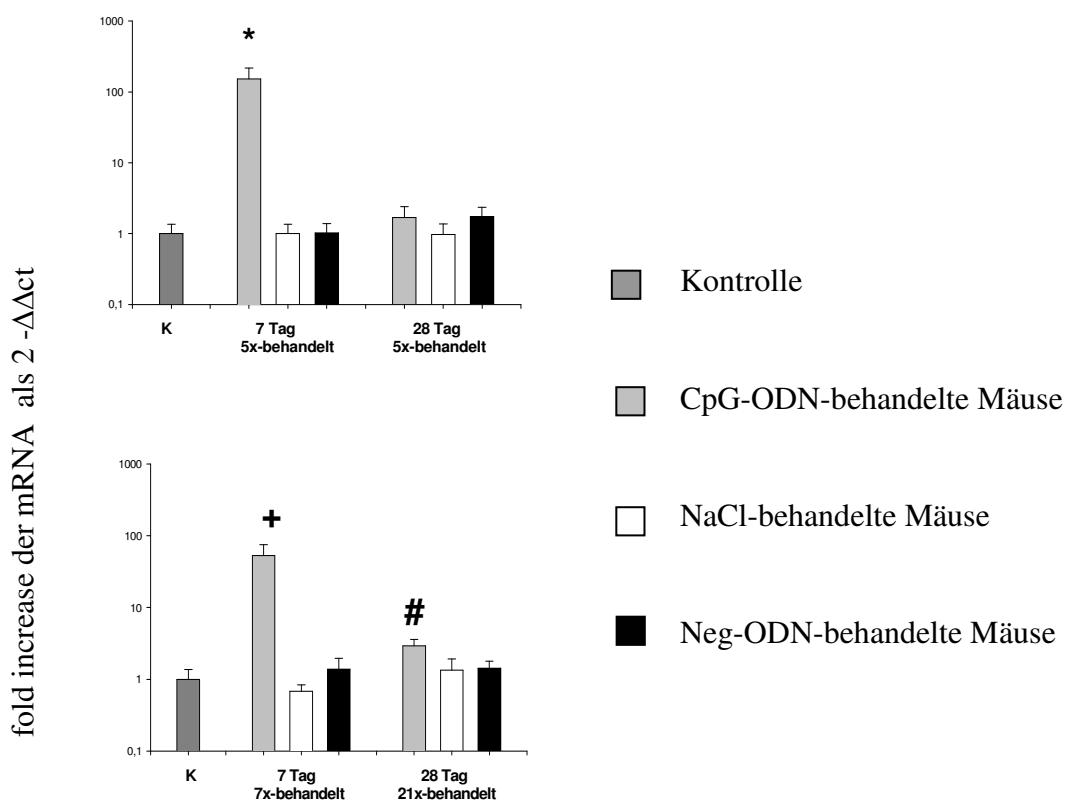 fold increase der mRNA als 2 -ΔΔct
1000
*
100
10
1
0,1
K
7 Tag
5x-behandelt
28 Tag
5x-behandelt
1000
+
100
#
10
1
0,1
K
7 Tag
7x-behandelt
28 Tag
21x-behandelt
Kontrolle
CpG-ODN-behandelte Mäuse
NaCl-behandelte Mäuse
Neg-ODN-behandelte Mäuse